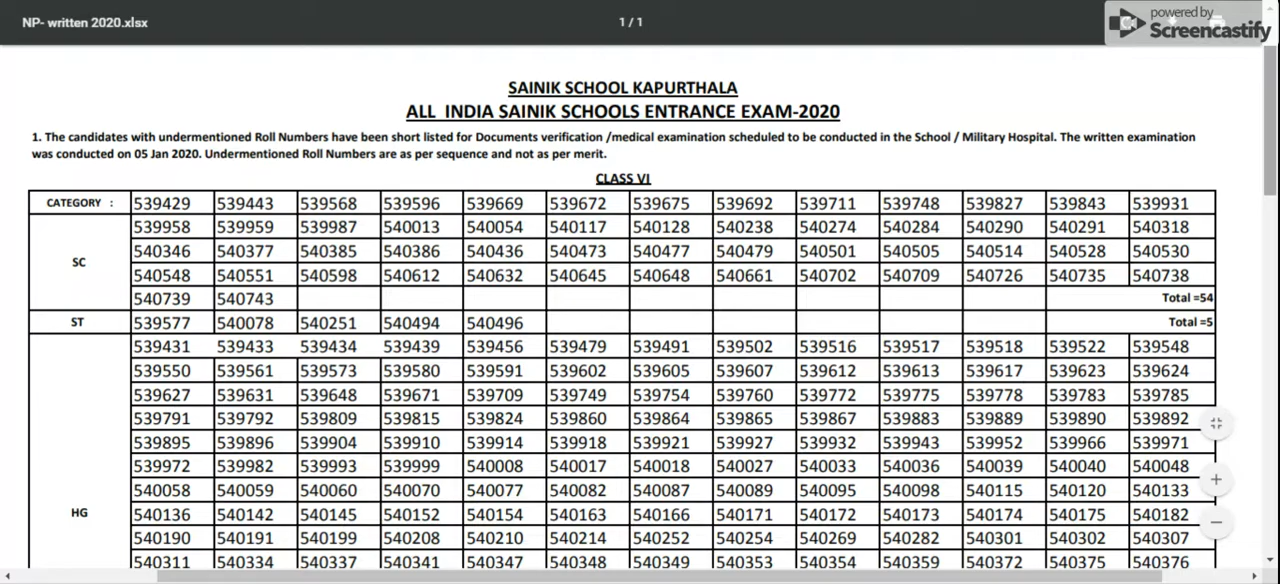 NP- written 2020.xlsx
1 / 1
powered by
Screencastify
SAINIK SCHOOL KAPURTHALA
ALL INDIA SAINIK SCHOOLS ENTRANCE EXAM-2020
1. The candidates with undermentioned Roll Numbers have been short listed for Documents verification /medical examination scheduled to be conducted in the School / Military Hospital. The written examination
was conducted on 05 Jan 2020. Undermentioned Roll Numbers are as per sequence and not as per merit.
CLASS VI
CATEGORY : 539429 539443 539568 539596 539669 539672 539675 539692 539711 539748 539827 539843 539931
539958 539959 539987 540013 540054 540117 540128 540238 540274 540284 540290 540291 540318
SC 540346 540377 540385 540386 540436 540473 540477 540479 540501 540505 540514 540528 540530
540548 540551 540598 540612 540632 540645 540648 540661 540702 540709 540726 540735 540738
540739 540743 Total =54
ST 539577 540078 540251 540494 540496 Total =5
539431 539433 539434 539439 539456 539479 539491 539502 539516 539517 539518 539522 539548
539550 539561 539573 539580 539591 539602 539605 539607 539612 539613 539617 539623 539624
539627 539631 539648 539671 539709 539749 539754 539760 539772 539775 539778 539783 539785
539791 539792 539809 539815 539824 539860 539864 539865 539867 539883 539889 539890 539892
539895 539896 539904 539910 539914 539918 539921 539927 539932 539943 539952 539966 539971
539972 539982 539993 539999 540008 540017 540018 540027 540033 540036 540039 540040 540048
540058 540059 540060 540070 540077 540082 540087 540089 540095 540098 540115 540120 540133
HG 540136 540142 540145 540152 540154 540163 540166 540171 540172 540173 540174 540175 540182
540190 540191 540199 540208 540210 540214 540252 540254 540269 540282 540301 540302 540307
540311 540334 540337 540341 540347 540348 540349 540353 540354 540359 540372 540375 540376